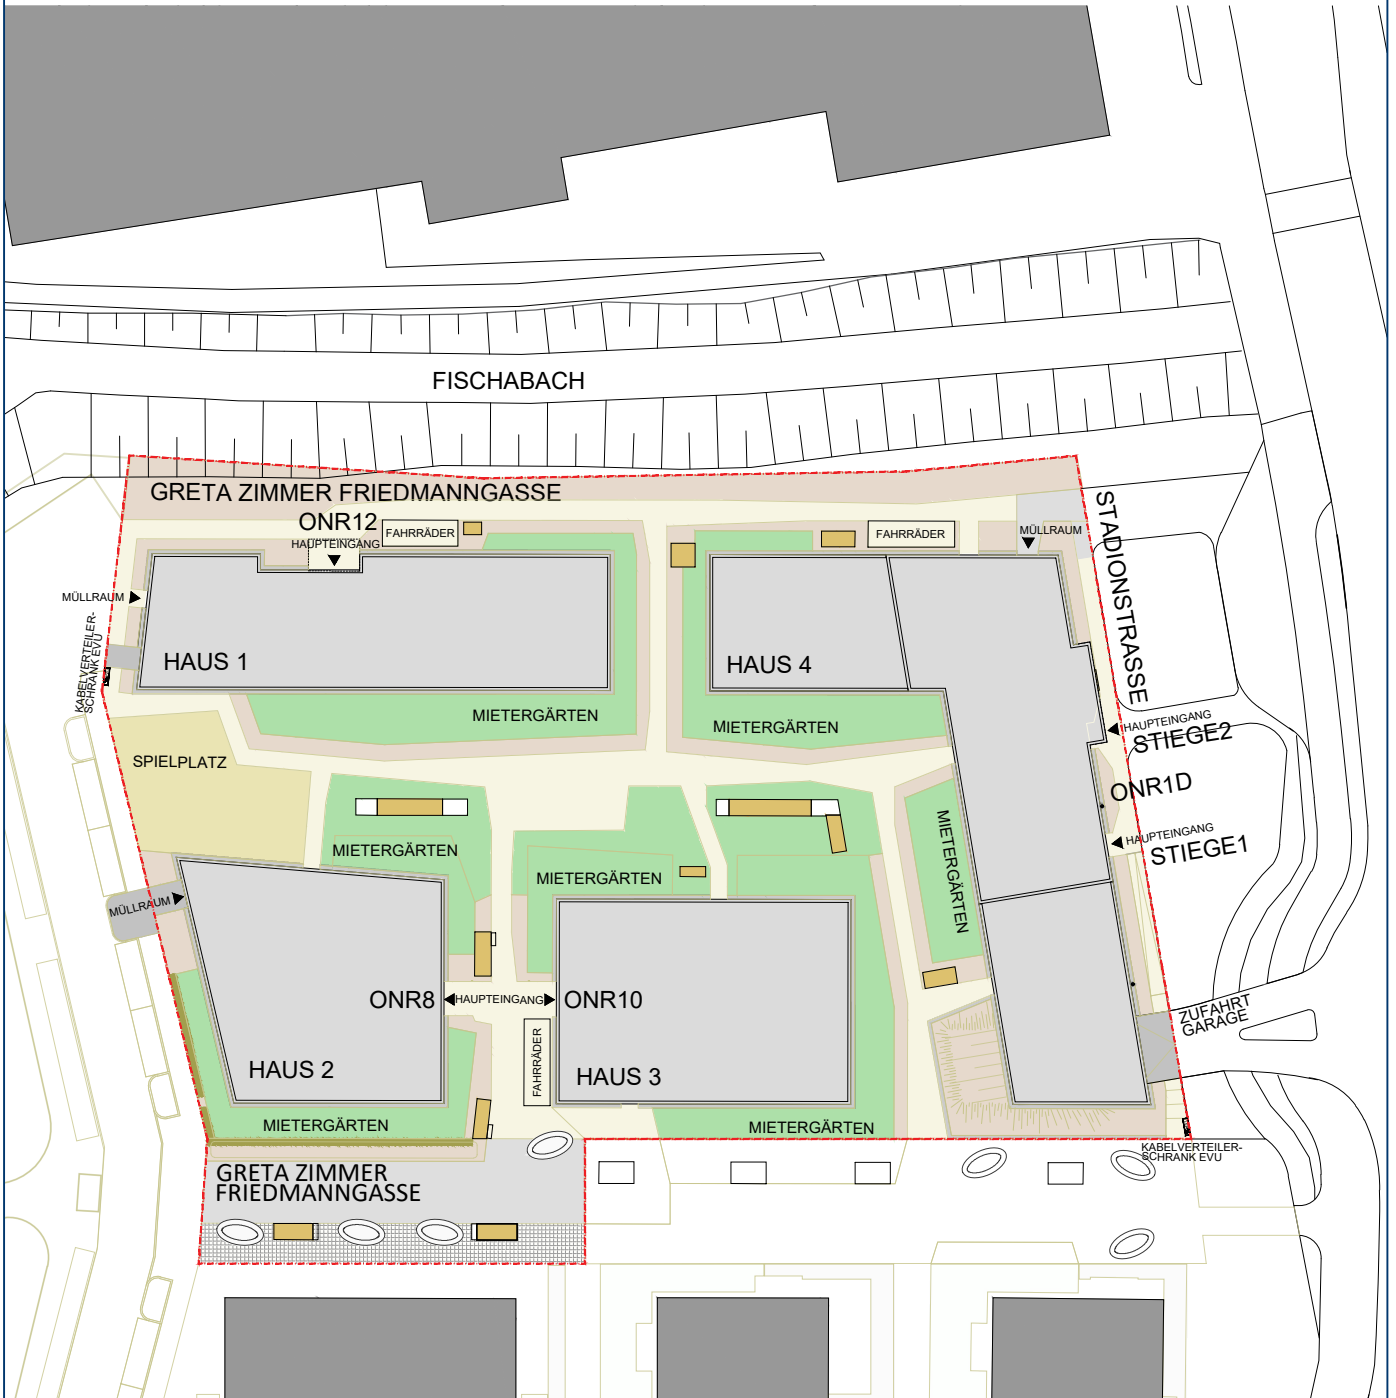 FISCHABACH
GRETA ZIMMER FRIEDMANNGASSE
ONR12
HAUPTEINGANG
FAHRRÄDER
FAHRRÄDER
MÜLLRAUM
STADIONSTRASSE
MÜLLRAUM
KABELVERTEILER-
SCHRANK EVU
HAUS 1
HAUS 4
MIETERGÄRTEN
MIETERGÄRTEN
HAUPTEINGANG
STIEGE2
SPIELPLATZ
ONR1D
HAUPTEINGANG
STIEGE1
MIETERGÄRTEN
MIETERGÄRTEN
MIETERGÄRTEN
MÜLLRAUM
ONR8
HAUPTEINGANG
ONR10
ZUFAHRT
GARAGE
FAHRRÄDER
HAUS 2
HAUS 3
MIETERGÄRTEN
MIETERGÄRTEN
KABELVERTEILER-
SCHRANK EVU
GRETA ZIMMER
FRIEDMANNGASSE